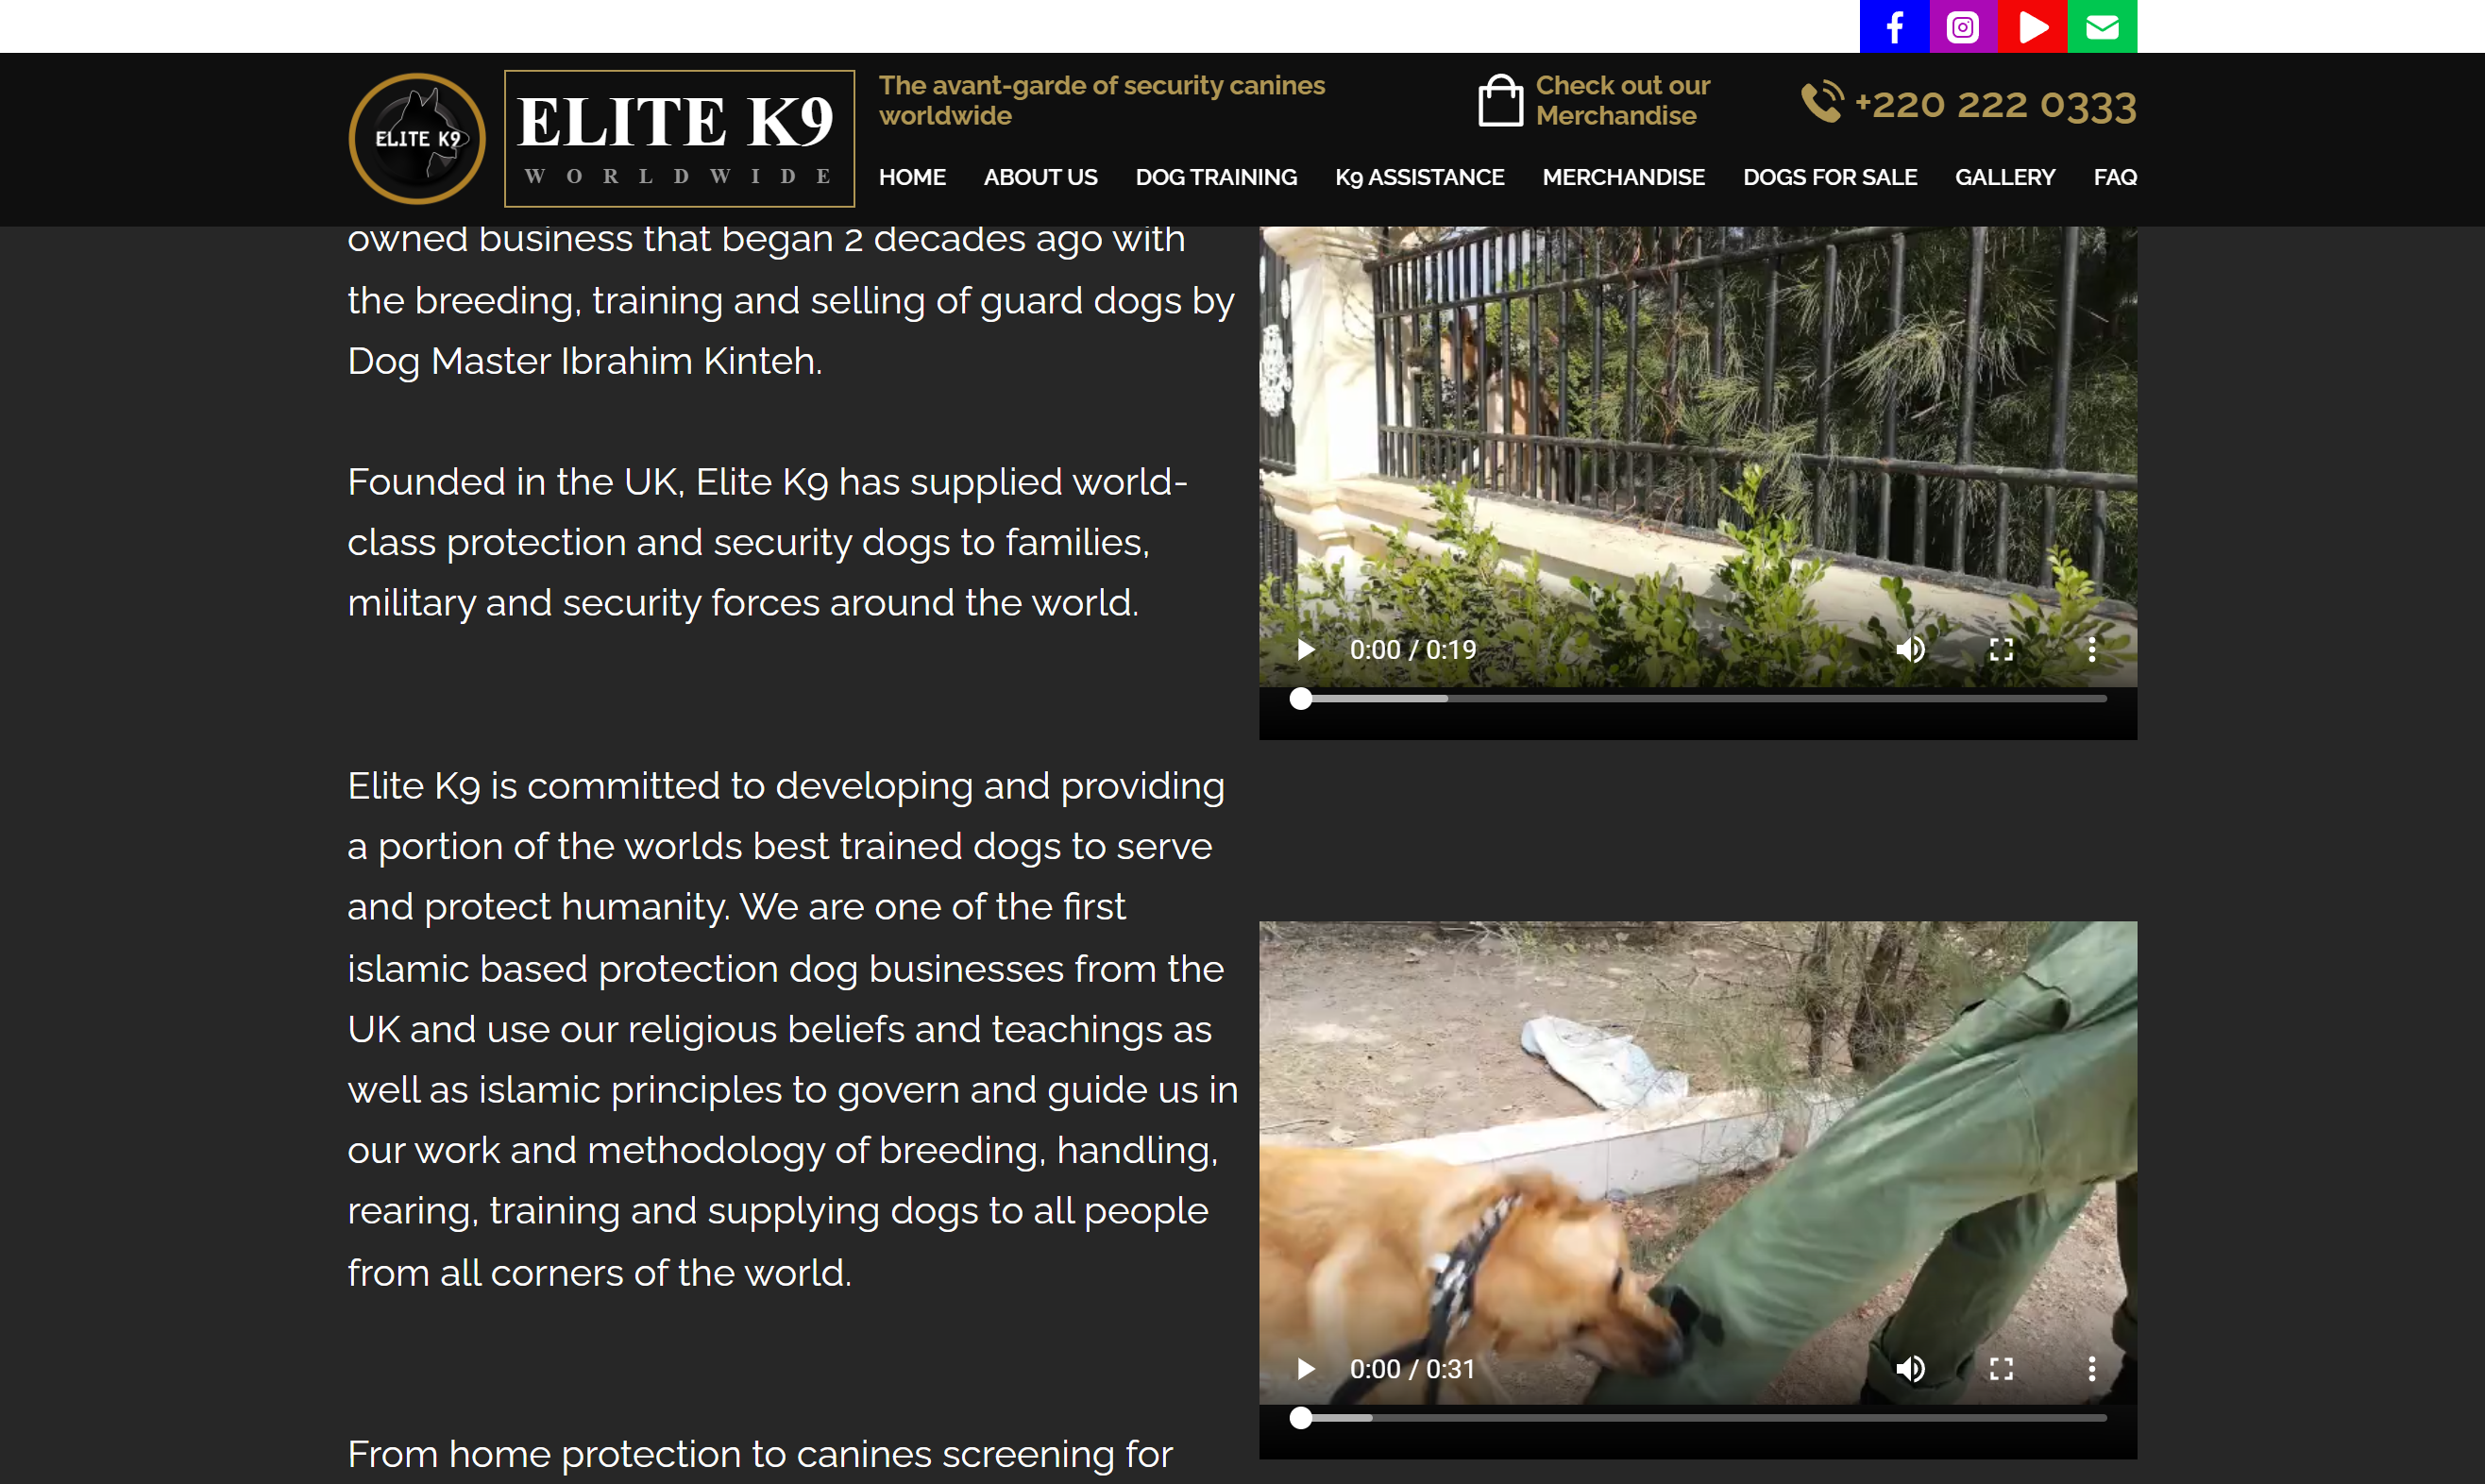 ELITE K9
ELITE K9
WORLDWIDE
The avant-garde of security canines
worldwide
Check out our
Merchandise
+220 222 0333
HOME ABOUT US DOG TRAINING K9 ASSISTANCE MERCHANDISE DOGS FOR SALE GALLERY FAQ
owned business that began 2 decades ago with
the breeding, training and selling of guard dogs by
Dog Master Ibrahim Kinteh.
Founded in the UK, Elite K9 has supplied world-
class protection and security dogs to families,
military and security forces around the world.
0:00 / 0:19
Elite K9 is committed to developing and providing
a portion of the worlds best trained dogs to serve
and protect humanity. We are one of the first
islamic based protection dog businesses from the
UK and use our religious beliefs and teachings as
well as islamic principles to govern and guide us in
our work and methodology of breeding, handling,
rearing, training and supplying dogs to all people
from all corners of the world.
0:00 / 0:31
From home protection to canines screening for